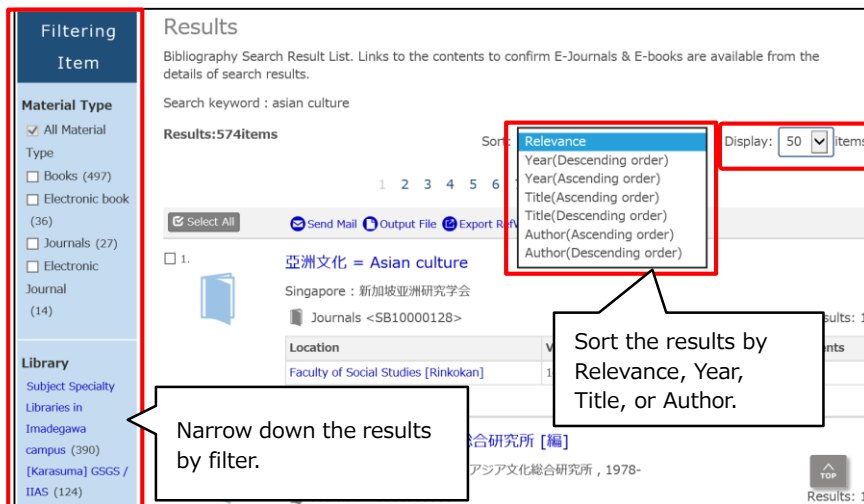 Filtering
Item
Material Type
All Material
Type
Books (497)
Electronic book
(36)
Journals (27)
Electronic
Journal
(14)
Library
Subject Specialty
Libraries in
Imadegawa
campus (390)
[Karasuma] GSGS /
IIAS (124)
Results
Bibliography Search Result List. Links to the contents to confirm E-Journals & E-books are available from the
details of search results.
Search keyword : asian culture
Results:574items
Sort:
Relevance
Year(Descending order)
Year(Ascending order)
Title(Ascending order)
Title(Descending order)
Author(Ascending order)
Author(Descending order)
Display: 50 items
1 2 3 4 5 6
Select All Send Mail Output File Export
1. 亞洲文化 = Asian culture
Singapore : 新加坡亚洲研究学会
Journals <SB10000128>
Location
Faculty of Social Studies [Rinkokan]
Sort the results by
Relevance, Year,
Title, or Author.
Narrow down the results
by filter.
合研究所 [編]
アジア文化総合研究所 , 1978-
TOP
Results: 1